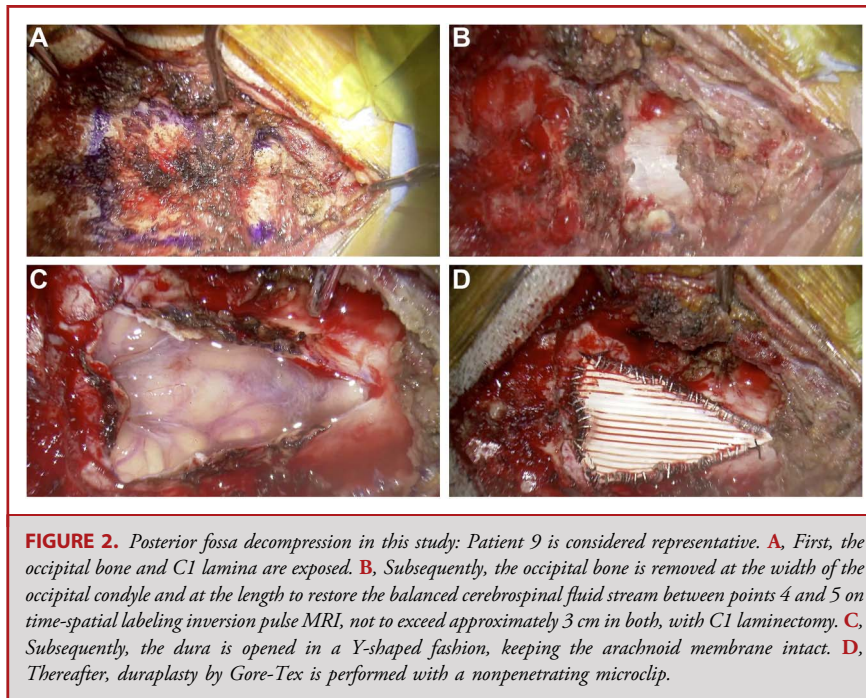 A
B
C
D
FIGURE 2. Posterior fossa decompression in this study: Patient 9 is considered representative. A, First, the
occipital bone and C1 lamina are exposed. B, Subsequently, the occipital bone is removed at the width of the
occipital condyle and at the length to restore the balanced cerebrospinal fluid stream between points 4 and 5 on
time-spatial labeling inversion pulse MRI, not to exceed approximately 3 cm in both, with C1 laminectomy. C,
Subsequently, the dura is opened in a Y-shaped fashion, keeping the arachnoid membrane intact. D,
Thereafter, duraplasty by Gore-Tex is performed with a nonpenetrating microclip.